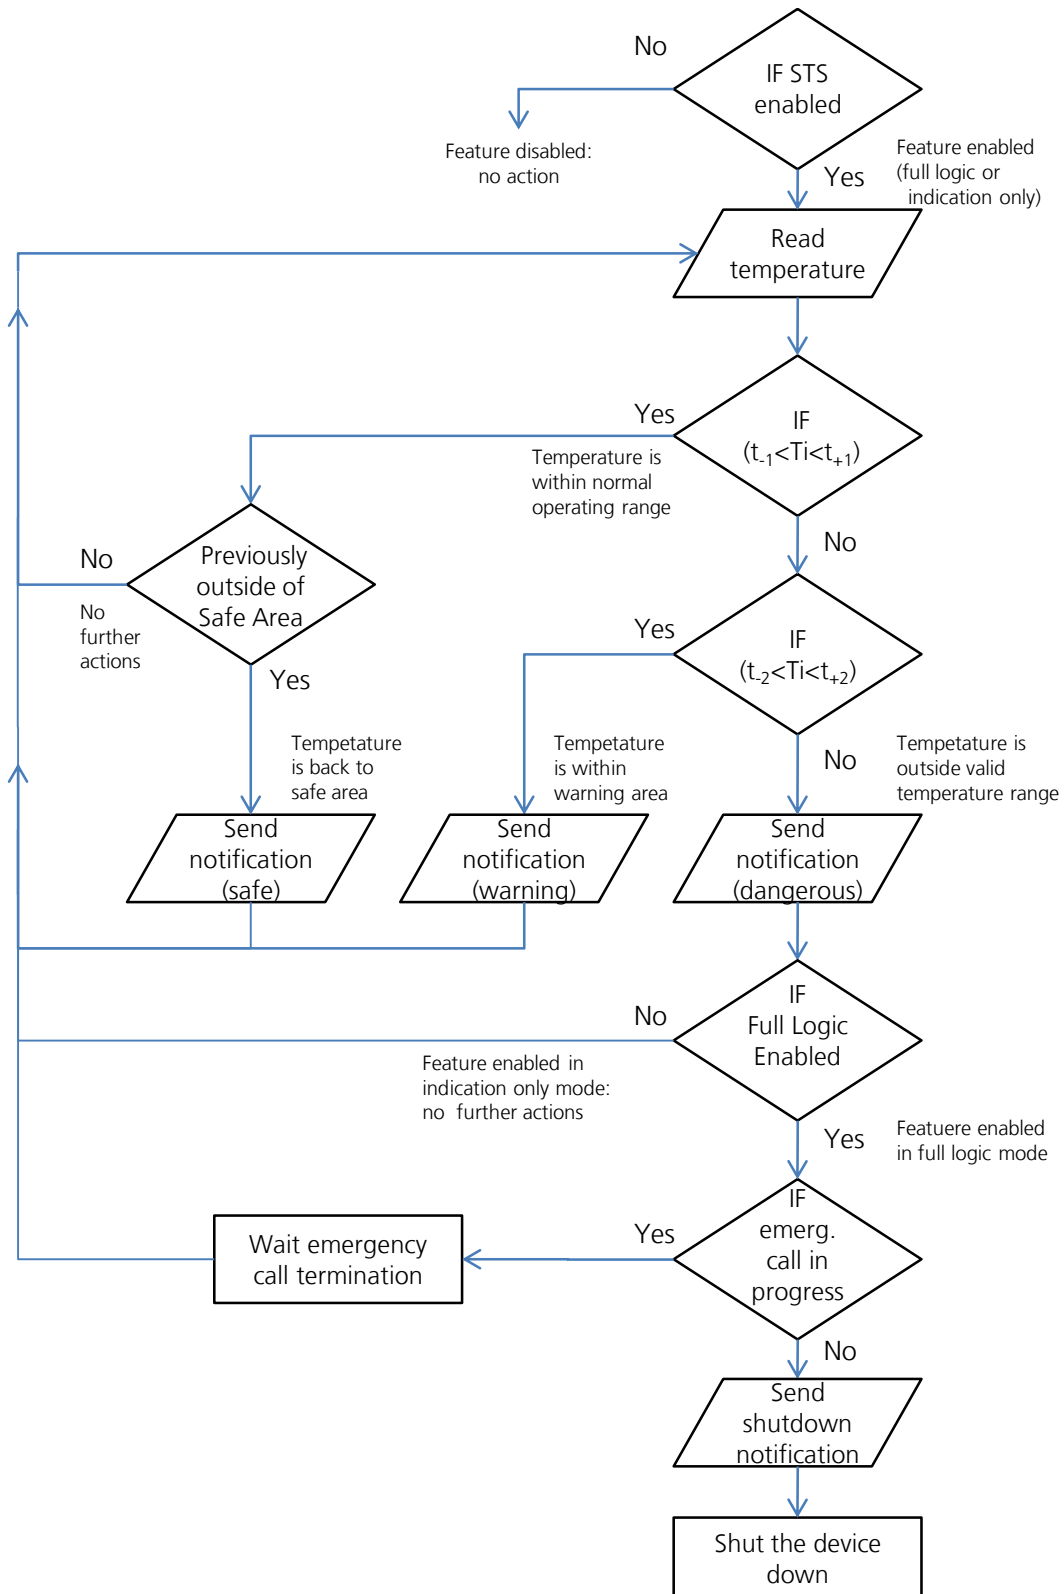 No
IF STS
enabled
Feature disabled:
no action
Yes
Feature enabled
(full logic or
indication only)
Read
temperature
Yes
IF
(t-1<Ti<t+1)
Temperature is
within normal
operating range
No
No
Previously
outside of
Safe Area
No
further
actions
Yes
Yes
IF
(t-2<Ti<t+2)
Tempetature
is back to
safe area
Tempetature
is within
warning area
No
Tempetature is
outside valid
temperature range
Send
notification
(safe)
Send
notification
(warning)
Send
notification
(dangerous)
No
IF
Full Logic
Enabled
Feature enabled in
indication only mode:
no further actions
Yes
Featuere enabled
in full logic mode
Wait emergency
call termination
Yes
IF
emerg.
call in
progress
No
Send
shutdown
notification
Shut the device
down